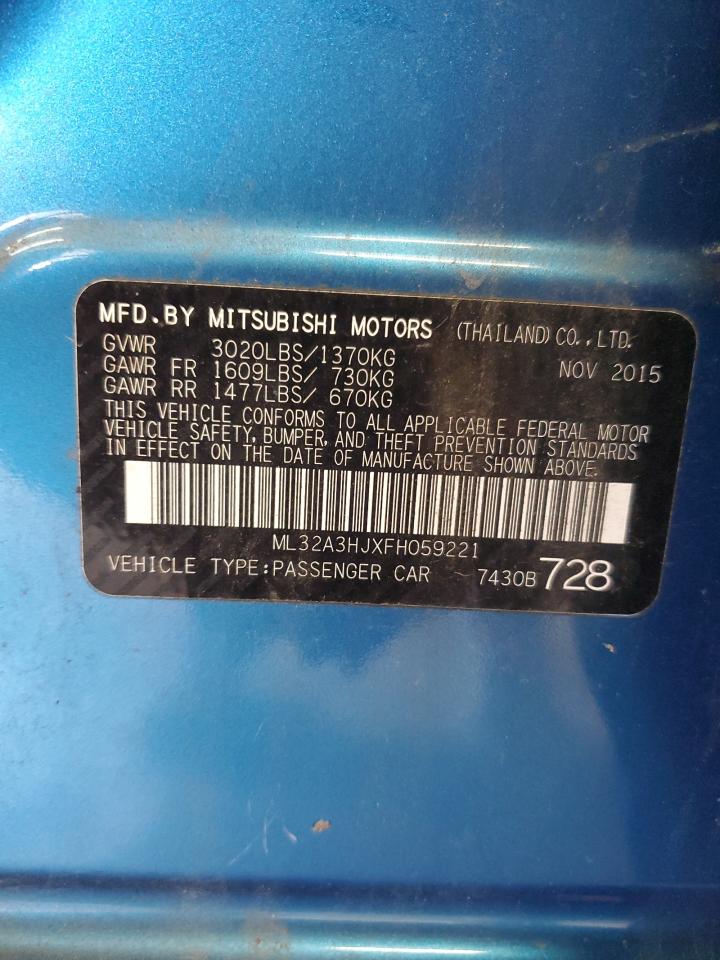 MFD.BY MITSUBISHI MOTORS (THAILAND) CO., LTD.
GVWR 3020LBS/1370KG NOV 2015
GAWR FR 1609LBS/ 730KG
GAWR RR 1477LBS/ 670KG
THIS VEHICLE CONFORMS TO ALL APPLICABLE FEDERAL MOTOR
VEHICLE SAFETY, BUMPER, AND THEFT PREVENTION STANDARDS
IN EFFECT ON THE DATE OF MANUFACTURE SHOWN ABOVE.
ML32A3HJXFH059221
VEHICLE TYPE:PASSENGER CAR 7430B 728